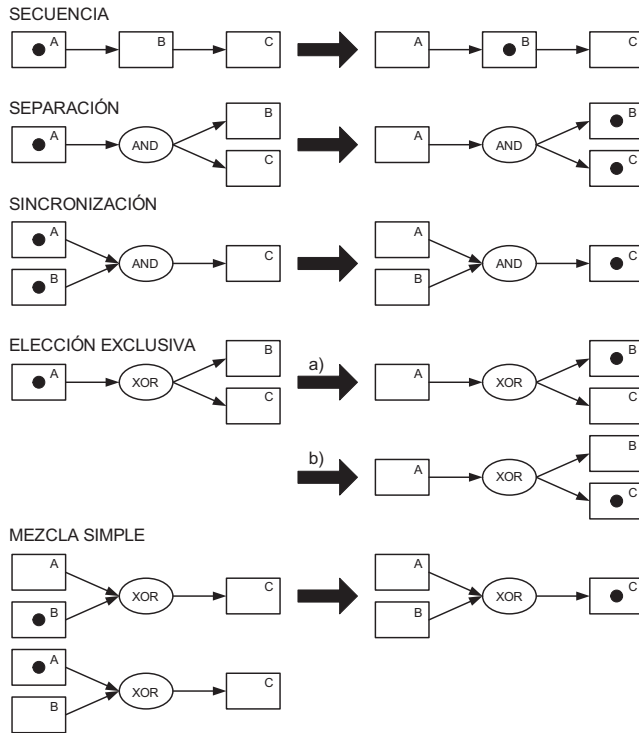 SECUENCIA
A B C A B C
SEPARACIÓN
A AND B C A AND B C
SINCRONIZACIÓN
A B AND C A B AND C
ELECCIÓN EXCLUSIVA
A XOR B C a) A XOR B C
b) A XOR B C
MEZCLA SIMPLE
A B XOR C A B XOR C
A B XOR C